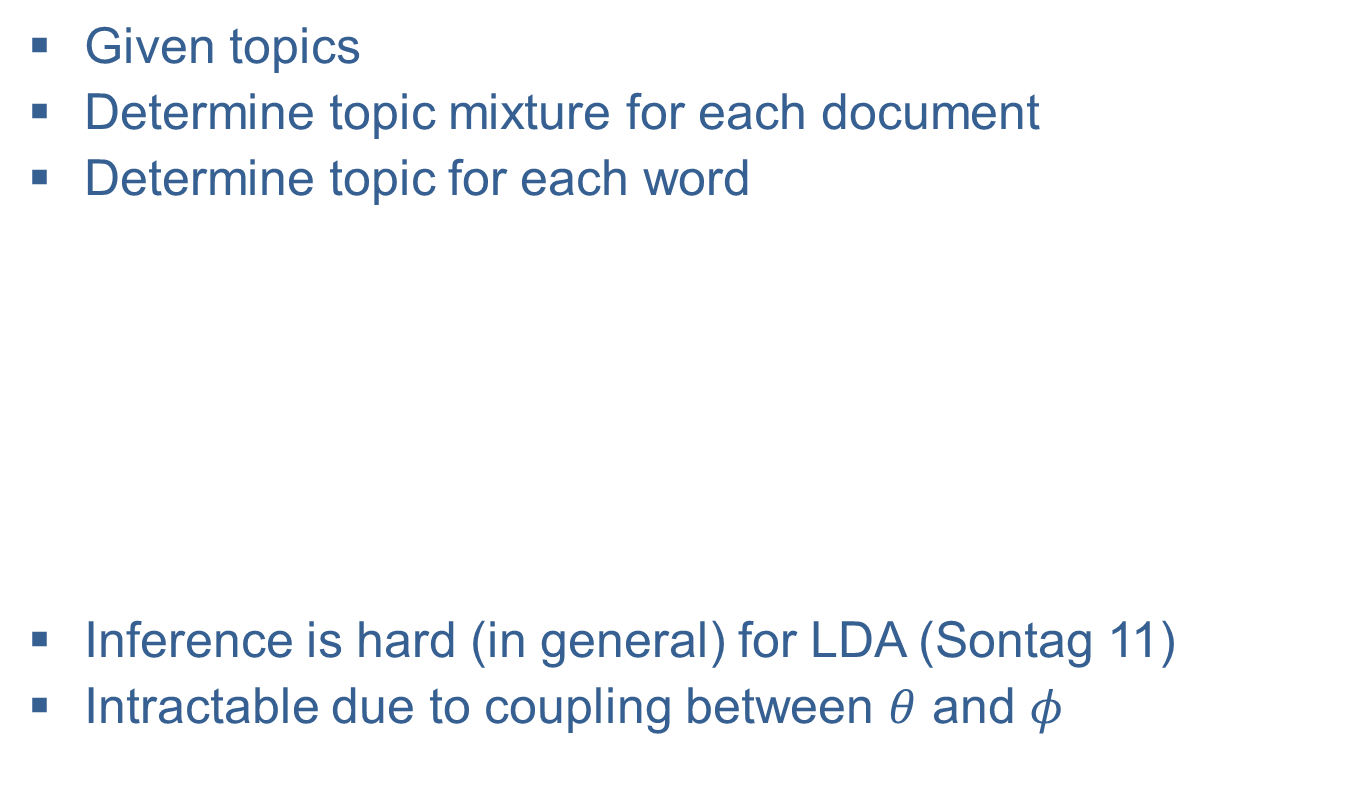 ▪ Given topics
▪ Determine topic mixture for each document
▪ Determine topic for each word
▪ Inference is hard (in general) for LDA (Sontag 11)
▪ Intractable due to coupling between θ and ϕ